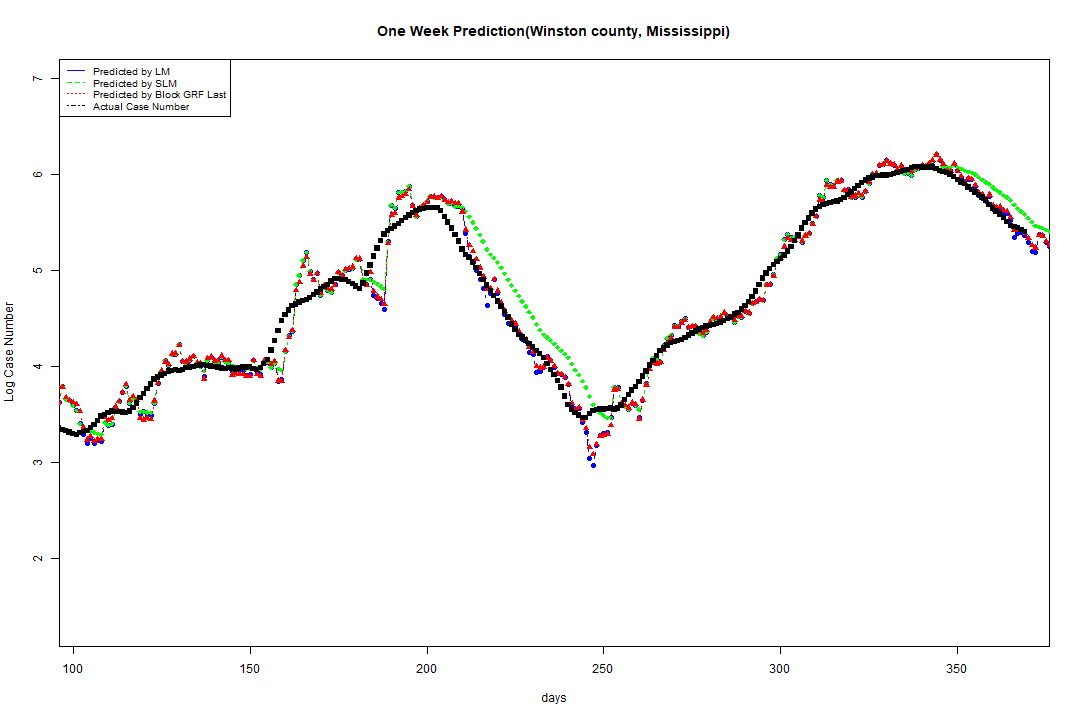 One Week Prediction(Winston county, Mississippi)
Predicted by LM
Predicted by SLM
Predicted by Block GRF Last
Actual Case Number
7
6
5
4
3
2
Log Case Number
100 150 200 250 300 350
days